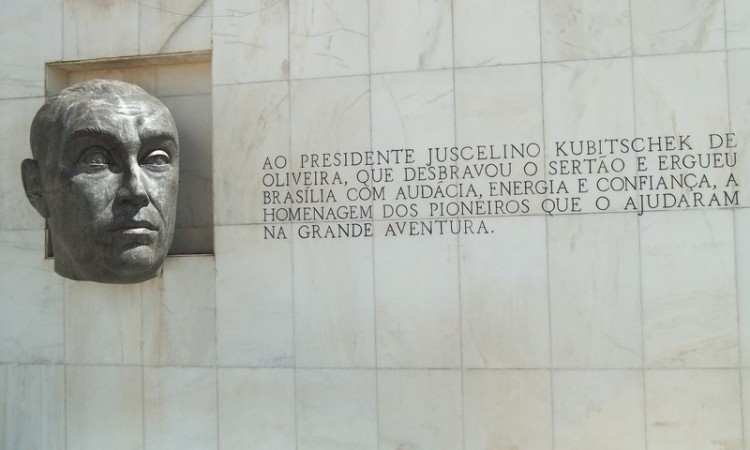 AO PRESIDENTE JUSCELINO KUBITSCHEK DE
OLIVEIRA, QUE DESBRAVOU O SERTÃO E ERGUEU
BRASÍLIA COM AUDÁCIA, ENERGIA E CONFIANÇA, A
HOMENAGEM DOS PIONEIROS QUE O AJUDARAM
NA GRANDE AVENTURA.